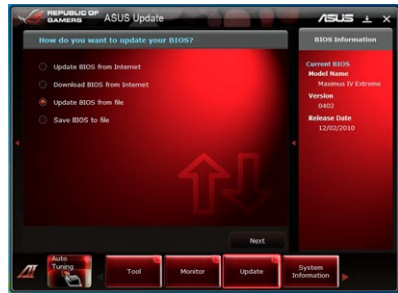 REPUBLIC OF
GAMERS
ASUS Update
ASUS
How do you want to update your BIOS?
Update BIOS from Internet
Download BIOS from Internet
Update BIOS from file
Save BIOS to file
Next
BIOS Information
Current BIOS
Model Name
Maximus IV Extreme
Version
0402
Release Date
12/02/2010
Auto
Tuning
Tool
Monitor
Update
System
Information